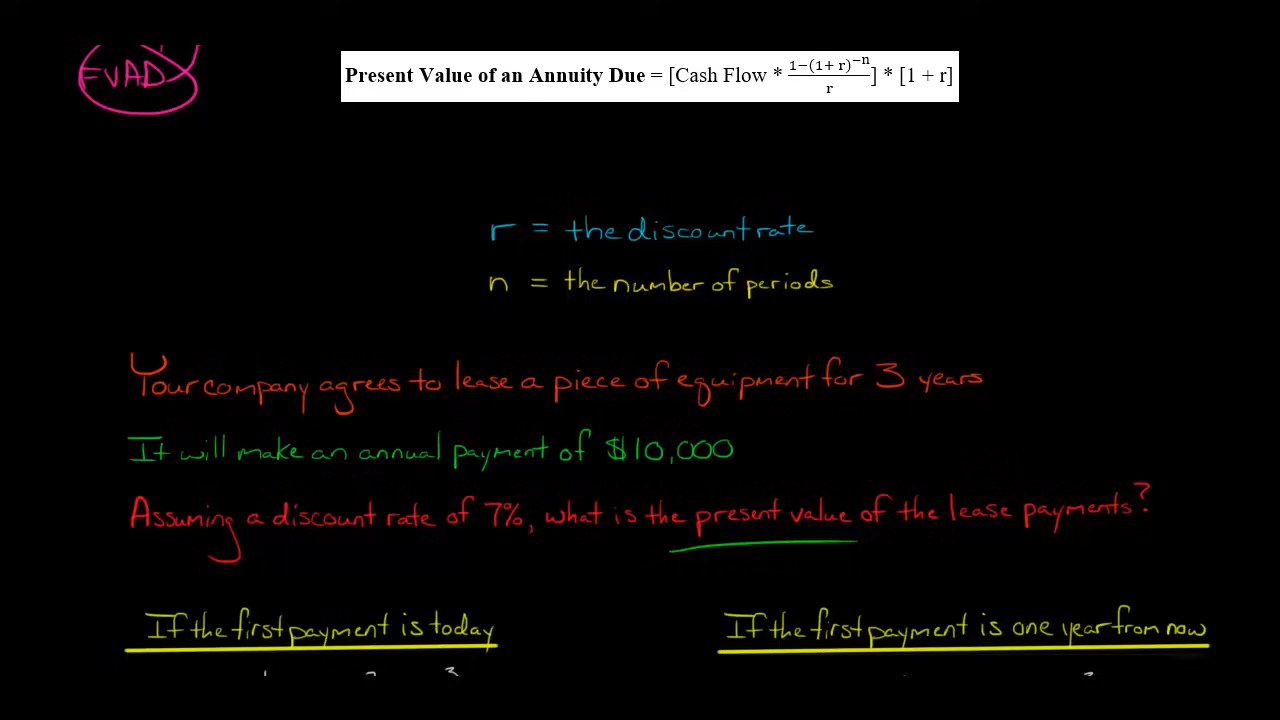 FVAD
Present Value of an Annuity Due = [Cash Flow * 1−(1+ r)^−n / r] * [1 + r]
r = the discount rate
n = the number of periods
Your company agrees to lease a piece of equipment for 3 years
It will make an annual payment of $10,000
Assuming a discount rate of 7%, what is the present value of the lease payments?
If the first payment is today
If the first payment is one year from now